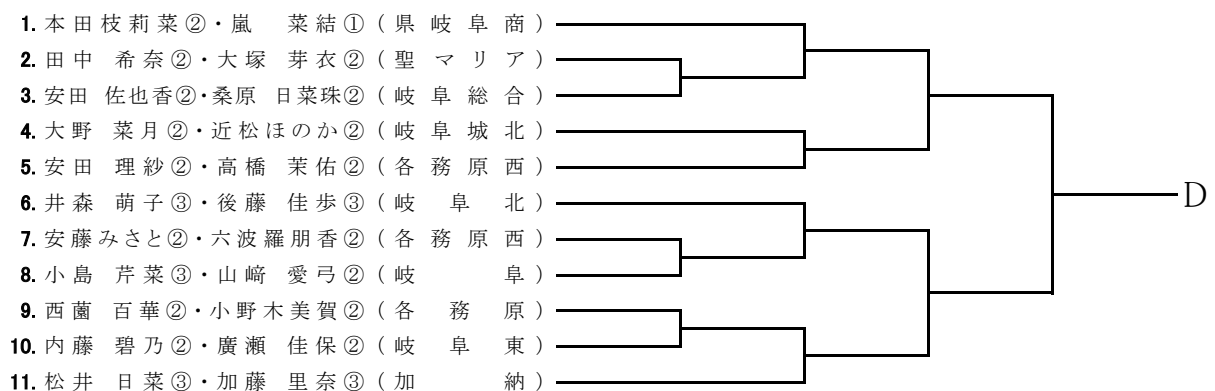 1. 本田枝莉菜②・嵐 菜結① (県岐阜商)
2. 田中 希奈②・大塚 芽衣② (聖マリア)
3. 安田 佐也香②・桑原 日菜珠② (岐阜総合)
4. 大野 菜月②・近松ほのか② (岐阜城北)
5. 安田 理紗②・高橋 茉佑② (各務原西)
6. 井森 萌子③・後藤 佳歩③ (岐阜北)
7. 安藤みさと②・六波羅朋香② (各務原西)
8. 小島 芹菜③・山﨑 愛弓② (岐阜)
9. 西薗 百華②・小野木美賀② (各務原)
10. 内藤 碧乃②・廣瀬 佳保② (岐阜東)
11. 松井 日菜③・加藤 里奈③ (加納)
D